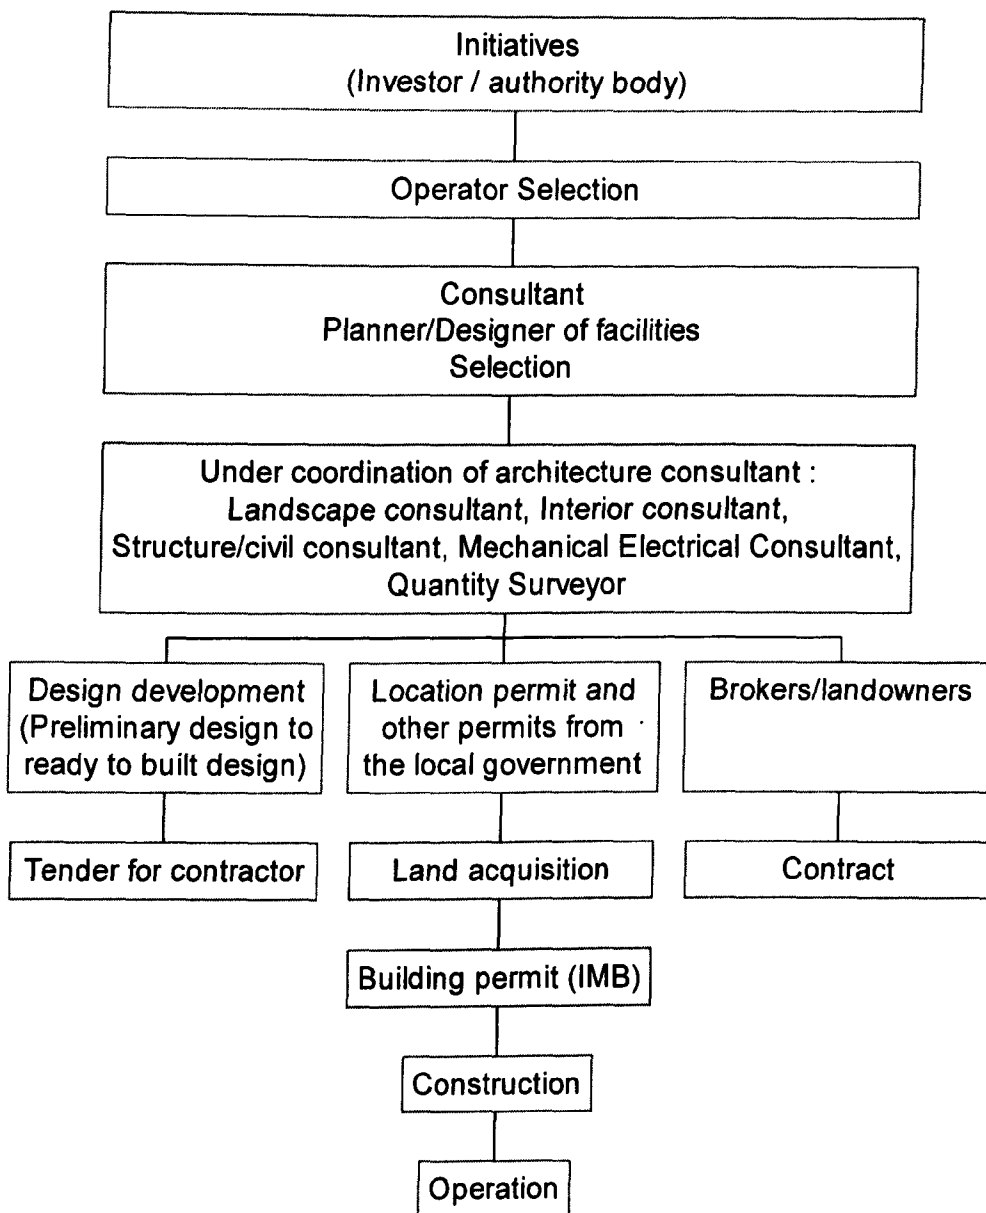 Initiatives
(Investor / authority body)
Operator Selection
Consultant
Planner/Designer of facilities
Selection
Under coordination of architecture consultant :
Landscape consultant, Interior consultant,
Structure/civil consultant, Mechanical Electrical Consultant,
Quantity Surveyor
Design development
(Preliminary design to
ready to built design)
Location permit and
other permits from
the local government
Brokers/landowners
Tender for contractor
Land acquisition
Contract
Building permit (IMB)
Construction
Operation